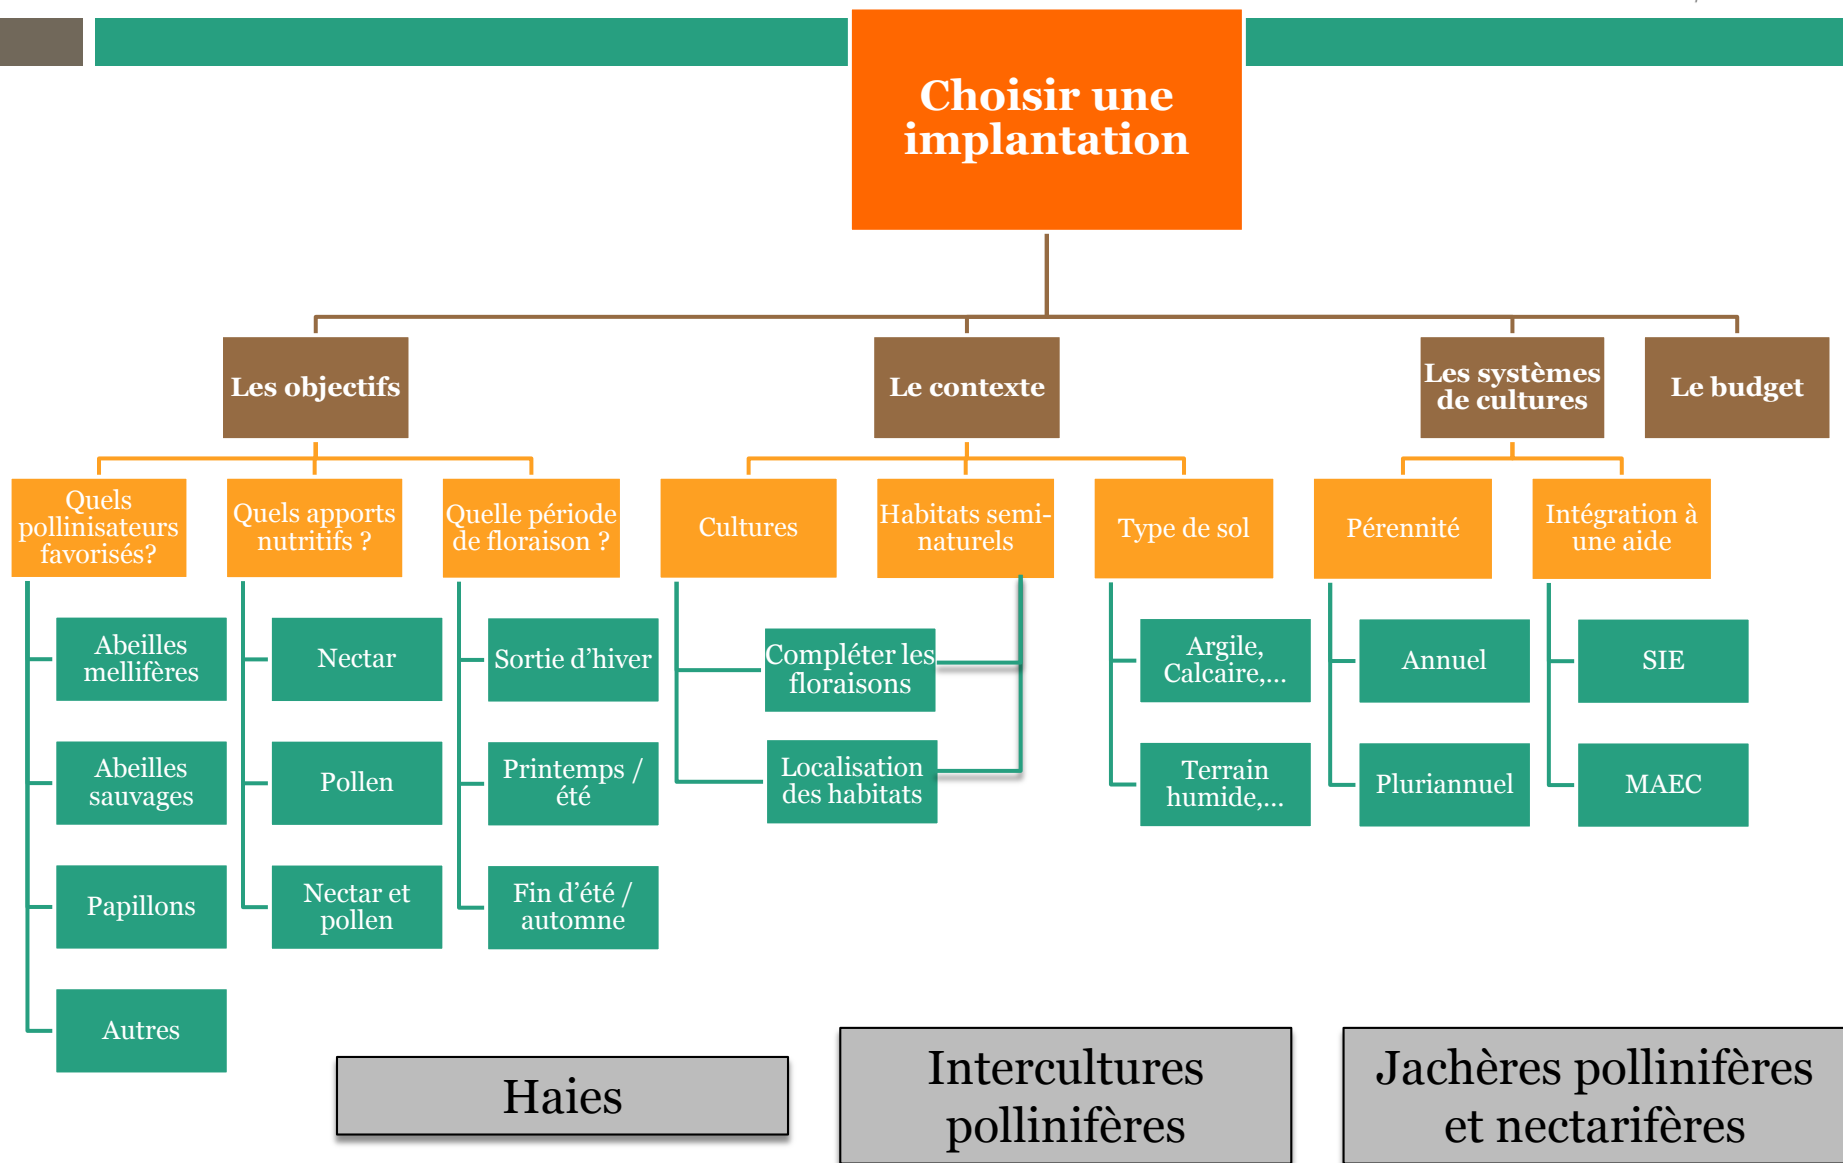 Choisir une
implantation
Les objectifs
Le contexte
Les systèmes
de cultures
Le budget
Quels
pollinisateurs
favorisés?
Quels apports
nutritifs ?
Quelle période
de floraison ?
Cultures
Habitats semi-
naturels
Type de sol
Pérennité
Intégration à
une aide
Abeilles
mellifères
Abeilles
sauvages
Papillons
Autres
Nectar
Pollen
Nectar et
pollen
Sortie d’hiver
Printemps /
été
Fin d’été /
automne
Compléter les
floraisons
Localisation
des habitats
Argile,
Calcaire,...
Terrain
humide,...
Annuel
Pluriannuel
SIE
MAEC
Haies
Intercultures
pollinifères
Jachères pollinifères
et nectarifères